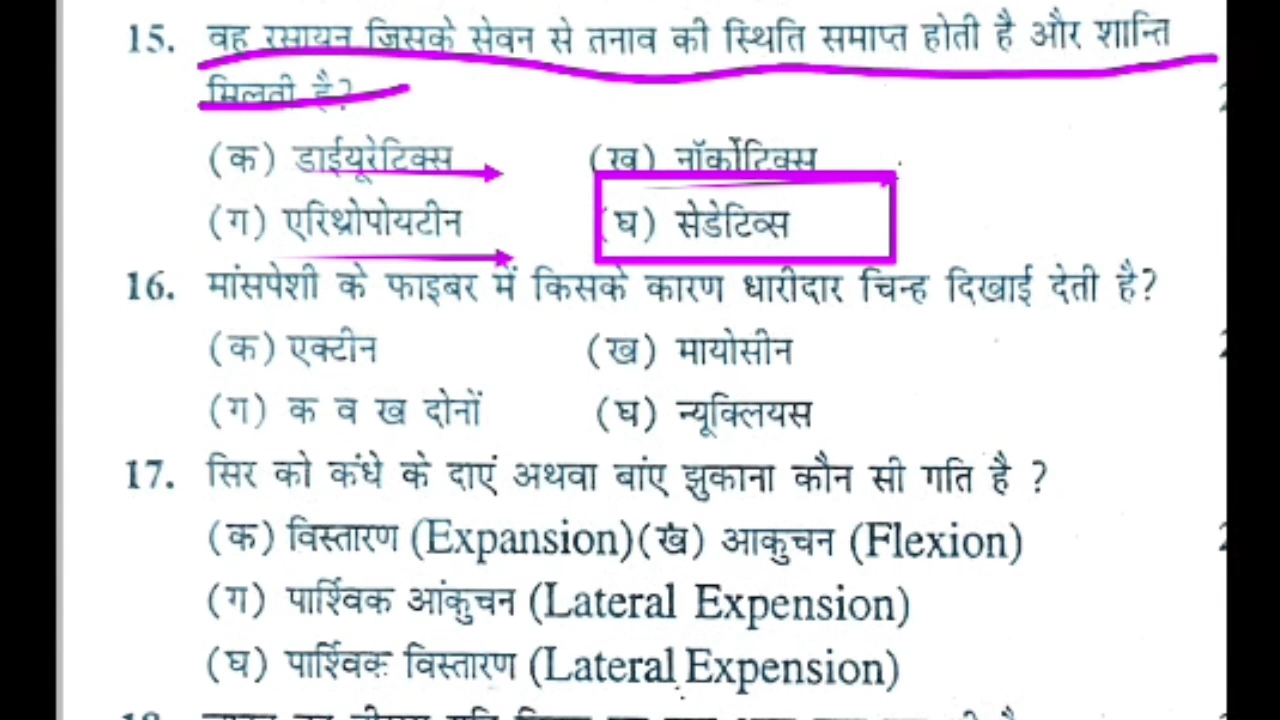 15. वह रसायन जिसके सेवन से तनाव की स्थिति समाप्त होती है और शान्ति
मिलती है?
(क) डाईयूरेटिक्स (ख) नॉर्कोटिक्स
(ग) एरिथ्रोपोयटीन (घ) सेडेटिव्स
16. मांसपेशी के फाइबर में किसके कारण धारीदार चिन्ह दिखाई देती है?
(क) एक्टीन (ख) मायोसीन
(ग) क व ख दोनों (घ) न्यूक्लियस
17. सिर को कंधे के दाएं अथवा बांए झुकाना कौन सी गति है ?
(क) विस्तारण (Expansion)(ख) आकुचन (Flexion)
(ग) पार्श्विक आंकुचन (Lateral Expension)
(घ) पार्श्विक विस्तारण (Lateral Expension)